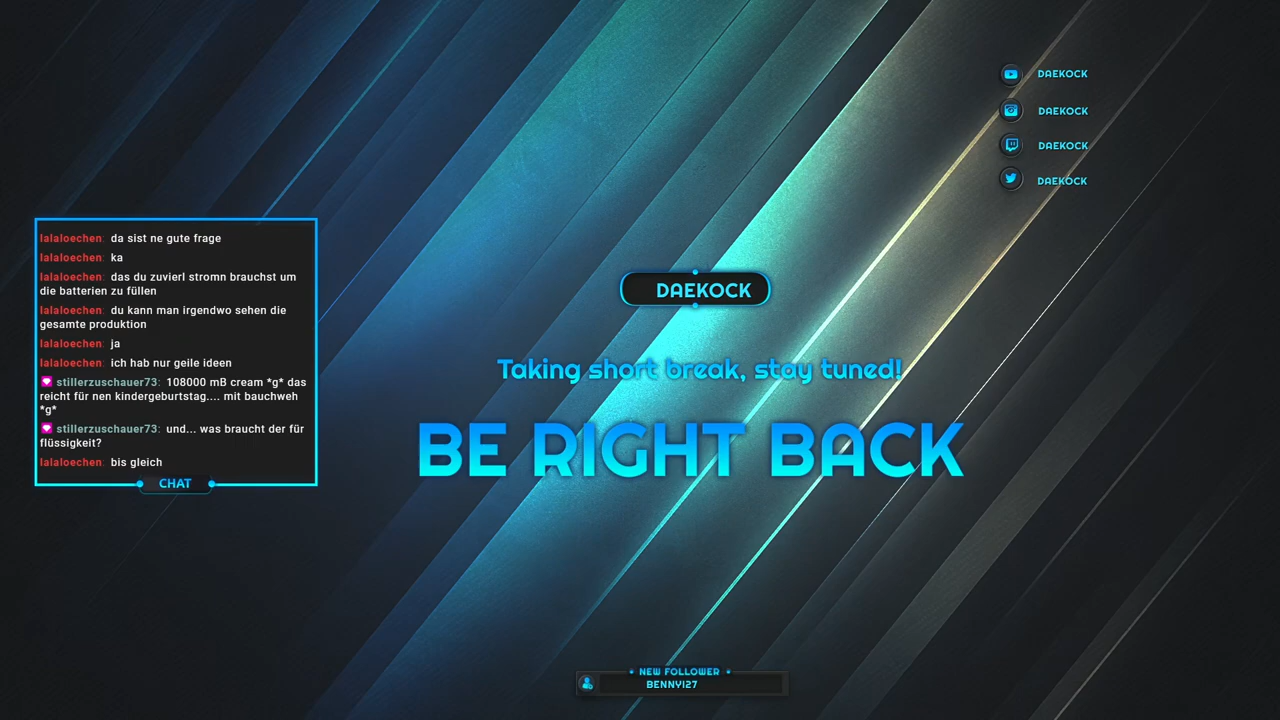 DAEKOCK
DAEKOCK
DAEKOCK
DAEKOCK
lalaloechen: da sist ne gute frage
lalaloechen: ka
lalaloechen: das du zuvierl stromn brauchst um
die batterien zu füllen
lalaloechen: du kann man irgendwo sehen die
gesamte produktion
lalaloechen: ja
lalaloechen: ich hab nur geile ideen
stillerzuschauer73: 108000 mB cream *g* das
reicht für nen kindergeburtstag.... mit bauchweh
*g*
stillerzuschauer73: und... was braucht der für
flüssigkeit?
lalaloechen: bis gleich
CHAT
DAEKOCK
Taking short break, stay tuned!
BE RIGHT BACK
NEW FOLLOWER
BENNY127